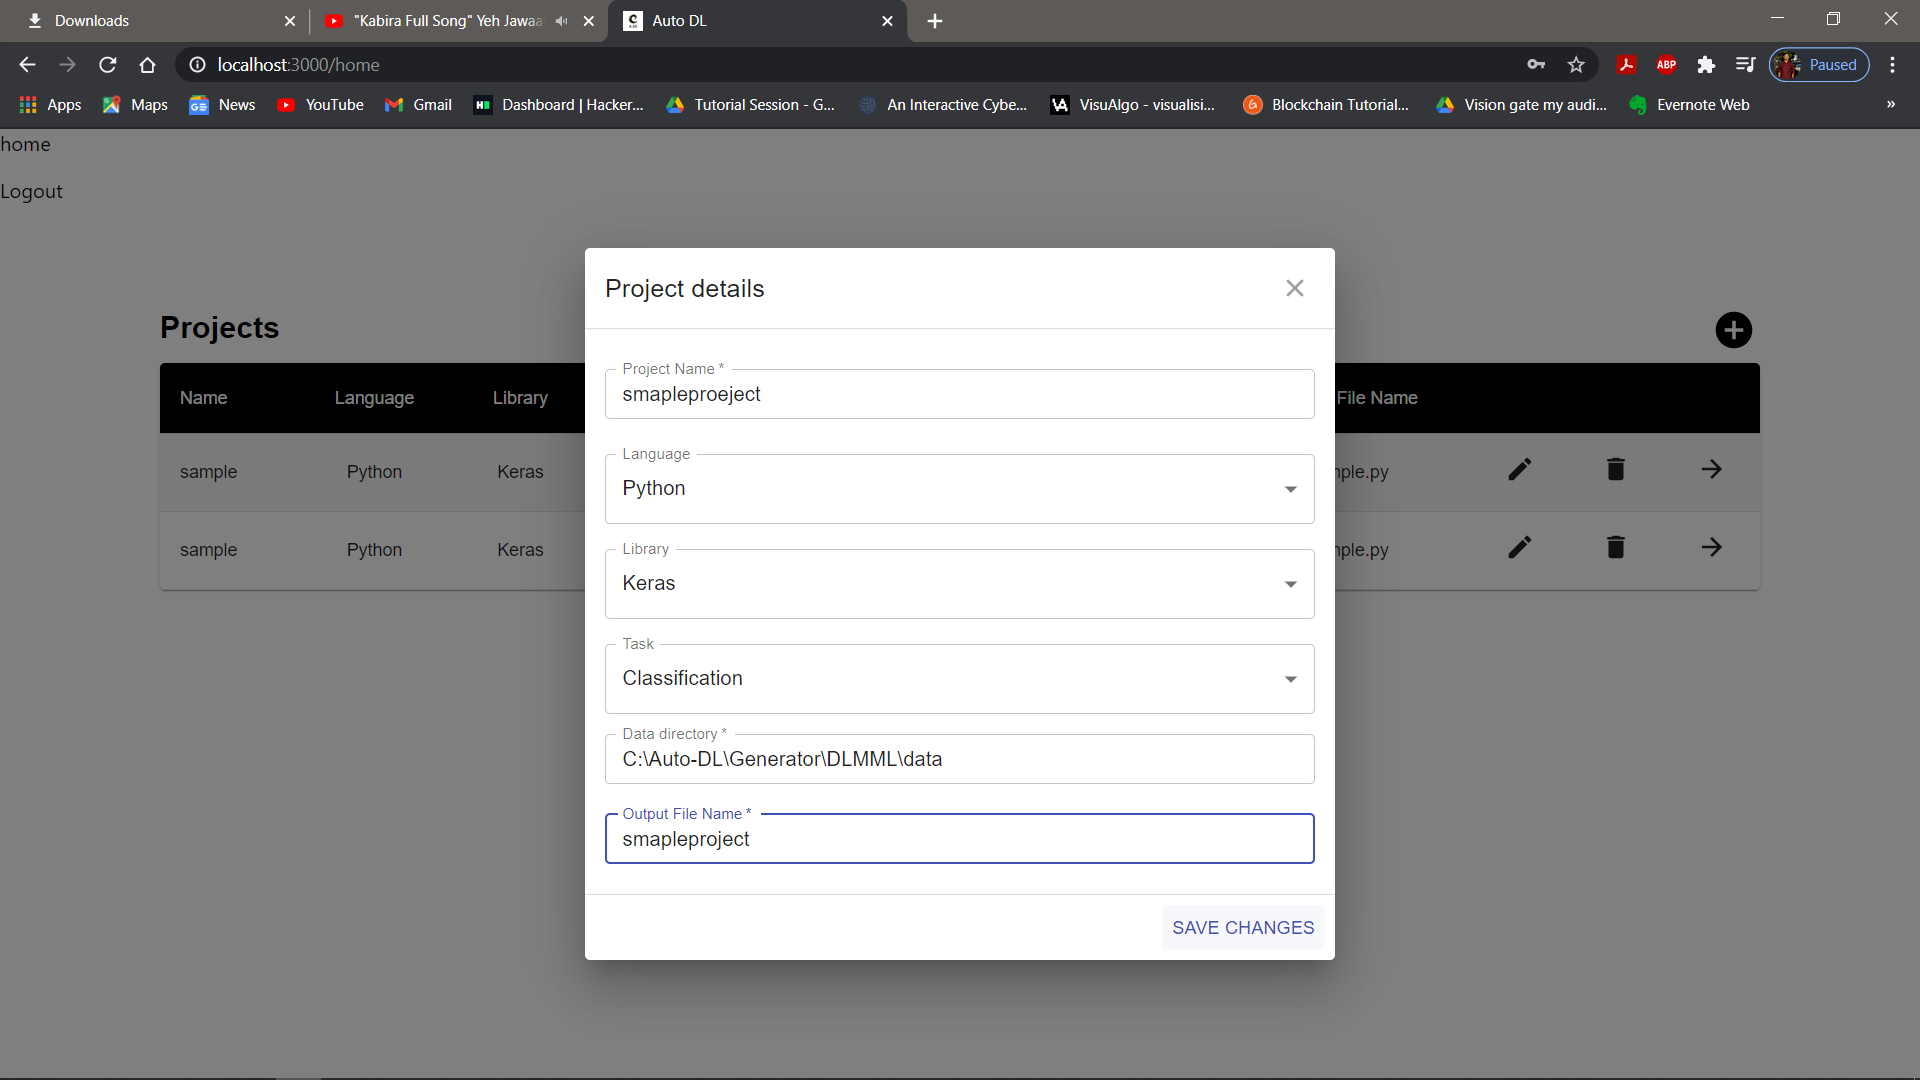 Downloads
"Kabira Full Song" Yeh Jawaa
Auto DL
localhost:3000/home
ABP
Paused
Apps
Maps
News
YouTube
Gmail
Dashboard | Hacker...
Tutorial Session - G...
An Interactive Cybe...
VisuAlgo - visualisi...
Blockchain Tutorial...
Vision gate my audi...
Evernote Web
»
home
Logout
Projects
Name Language Library File Name
sample Python Keras ple.py
sample Python Keras ple.py
Project details
Project Name *
smapleproeject
Language
Python
Library
Keras
Task
Classification
Data directory *
C:\Auto-DL\Generator\DLMML\data
Output File Name *
smapleproject
SAVE CHANGES